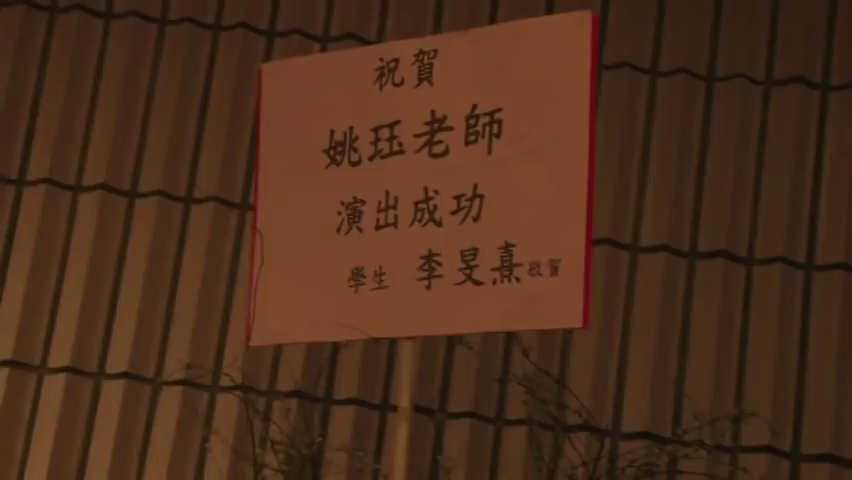 祝賀
姚珏老師
演出成功
學生 李旻熹敬賀